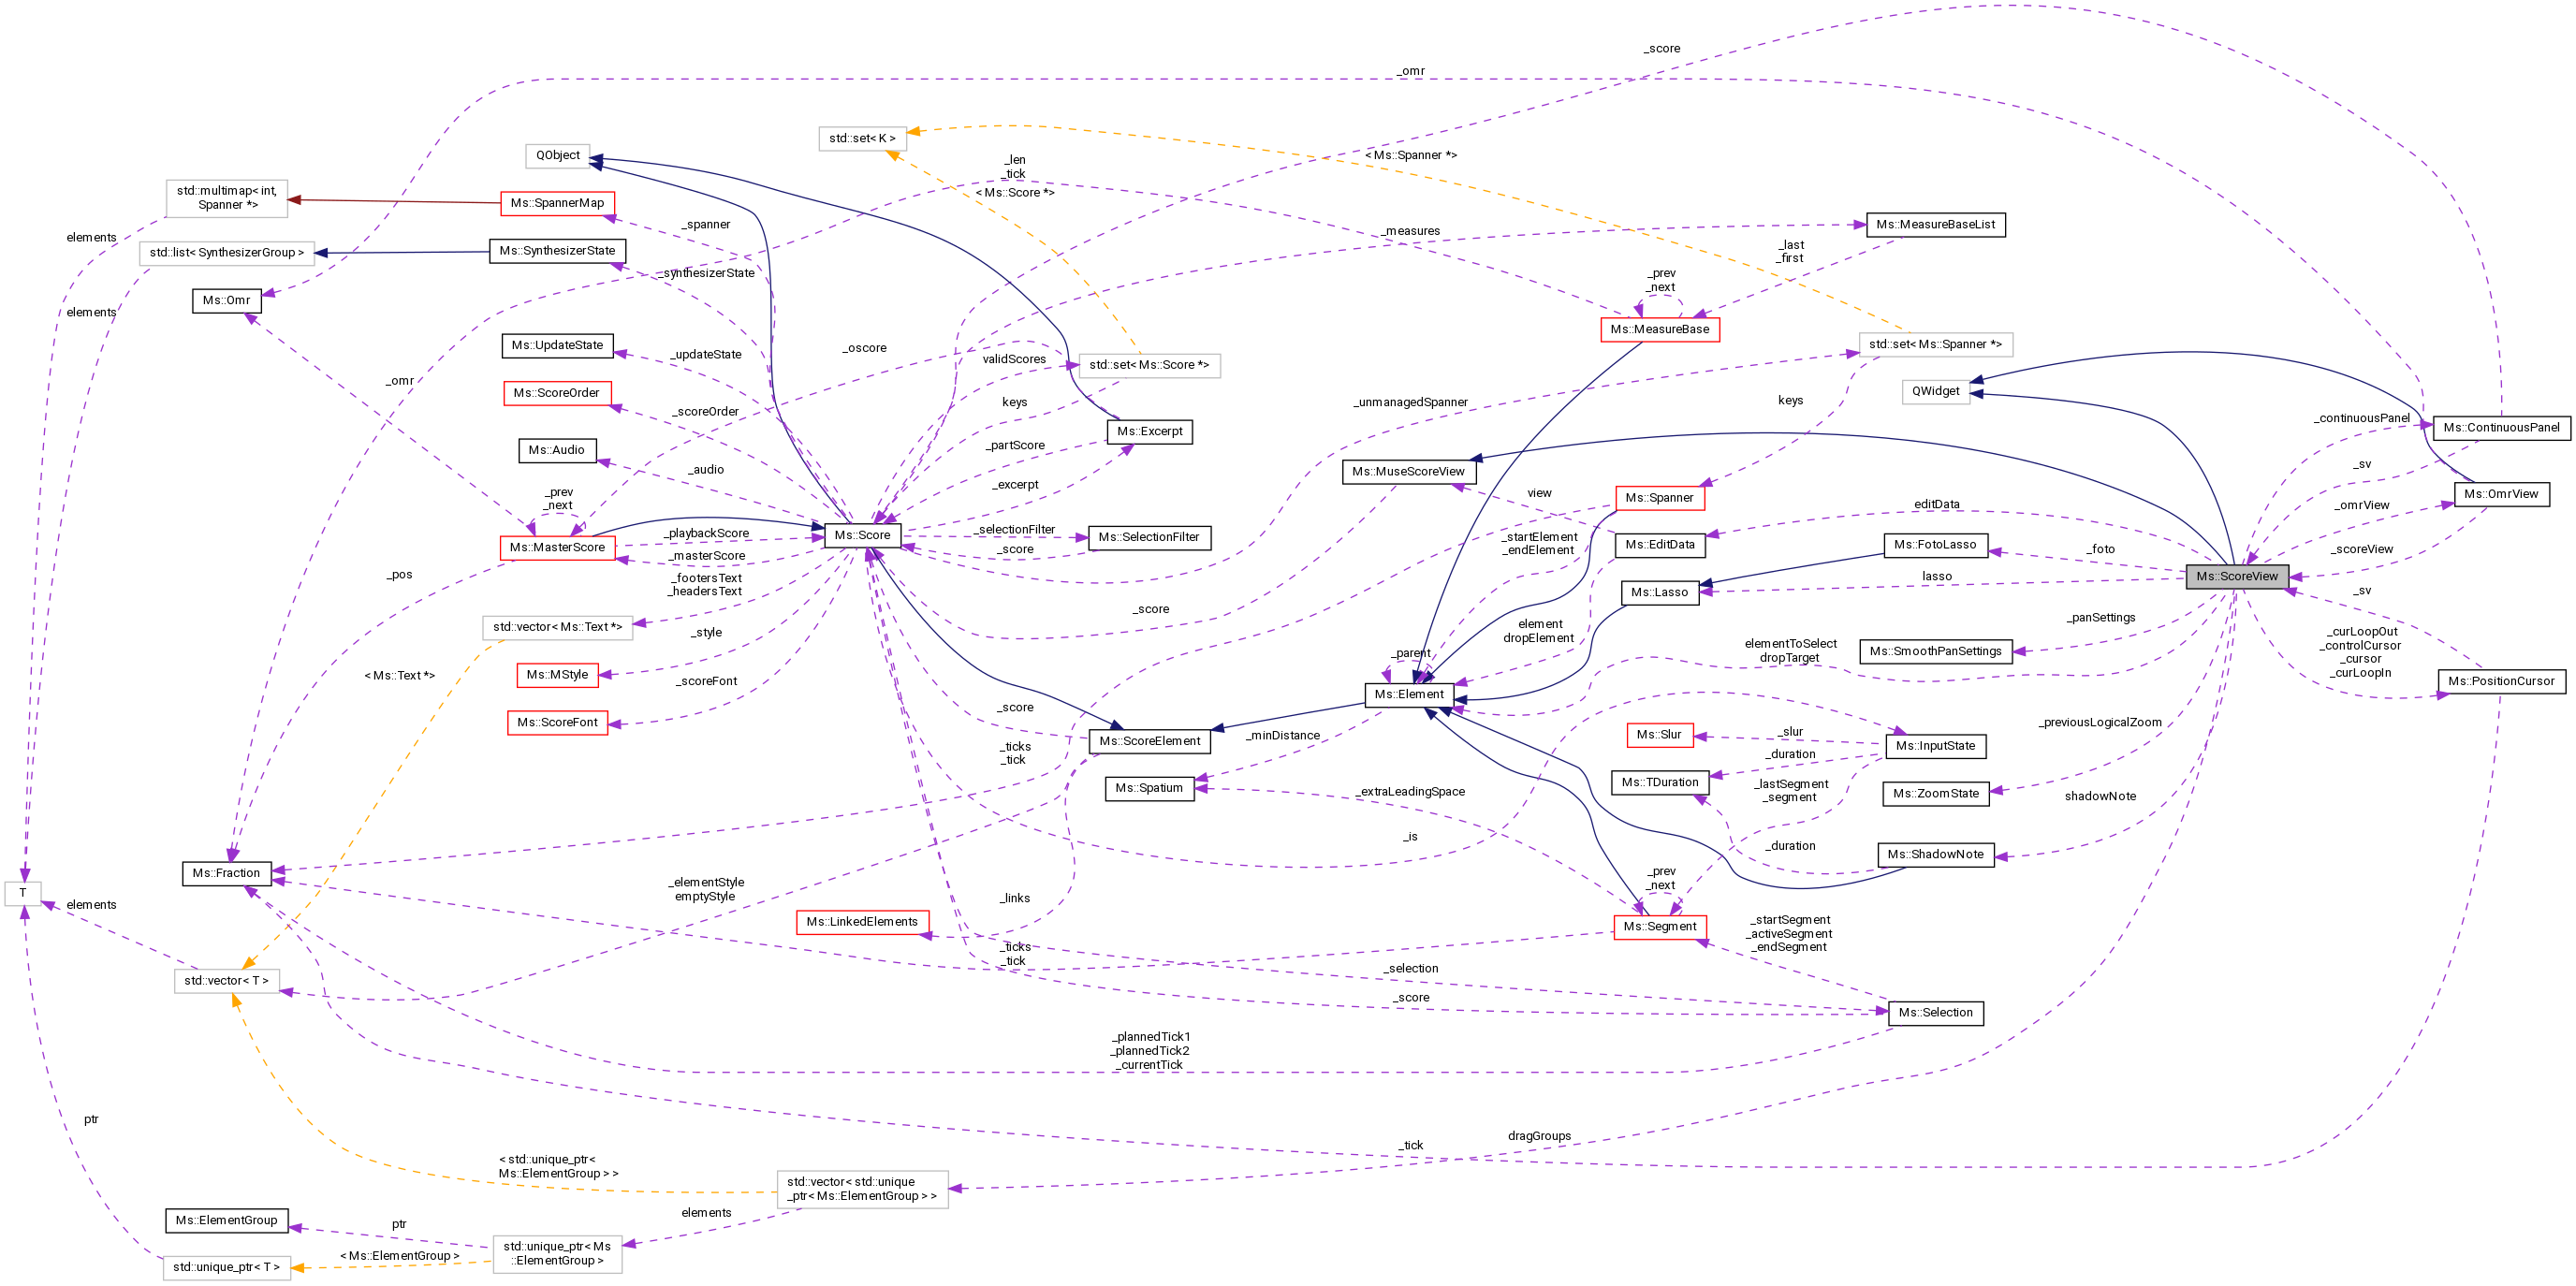 _score
_omr
std::set< K >
QObject
< Ms::Spanner *>
_len
_tick
< Ms::Score *>
std::multimap< int,
Spanner *>
Ms::SpannerMap
_spanner
elements
_measures
Ms::MeasureBaseList
std::list< SynthesizerGroup >
Ms::SynthesizerState
_last
_first
_synthesizerState
_prev
_next
Ms::Omr
elements
Ms::MeasureBase
Ms::UpdateState
_updateState
_oscore
validScores
std::set< Ms::Score *>
std::set< Ms::Spanner *>
_omr
Ms::ScoreOrder
_scoreOrder
keys
_unmanagedSpanner
keys
QWidget
_continuousPanel
Ms::ContinuousPanel
Ms::Excerpt
_partScore
Ms::Audio
_audio
Ms::MuseScoreView
_sv
_excerpt
view
Ms::Spanner
Ms::OmrView
_prev
_next
editData
_omrView
Ms::Score
_selectionFilter
Ms::SelectionFilter
_playbackScore
Ms::MasterScore
_score
_masterScore
_startElement
_endElement
Ms::EditData
Ms::FotoLasso
_foto
_scoreView
_pos
_footersText
_headersText
lasso
Ms::ScoreView
Ms::Lasso
_sv
_score
std::vector< Ms::Text *>
_style
element
dropElement
_panSettings
_curLoopOut
_controlCursor
_cursor
_curLoopIn
elementToSelect
dropTarget
Ms::SmoothPanSettings
_parent
< Ms::Text *>
Ms::MStyle
_scoreFont
Ms::Element
Ms::PositionCursor
Ms::ScoreFont
_score
Ms::ScoreElement
_minDistance
_previousLogicalZoom
Ms::Slur
_slur
Ms::InputState
_ticks
_tick
_duration
Ms::Spatium
_extraLeadingSpace
Ms::TDuration
_lastSegment
_segment
Ms::ZoomState
shadowNote
_is
_duration
Ms::ShadowNote
Ms::Fraction
_prev
_next
_elementStyle
emptyStyle
T
elements
_links
Ms::LinkedElements
Ms::Segment
_startSegment
_activeSegment
_endSegment
_ticks
_tick
_selection
std::vector< T >
_score
Ms::Selection
_plannedTick1
_plannedTick2
_currentTick
ptr
dragGroups
_tick
< std::unique_ptr<
Ms::ElementGroup > >
std::vector< std::unique
_ptr< Ms::ElementGroup > >
elements
Ms::ElementGroup
ptr
std::unique_ptr< Ms
::ElementGroup >
< Ms::ElementGroup >
std::unique_ptr< T >